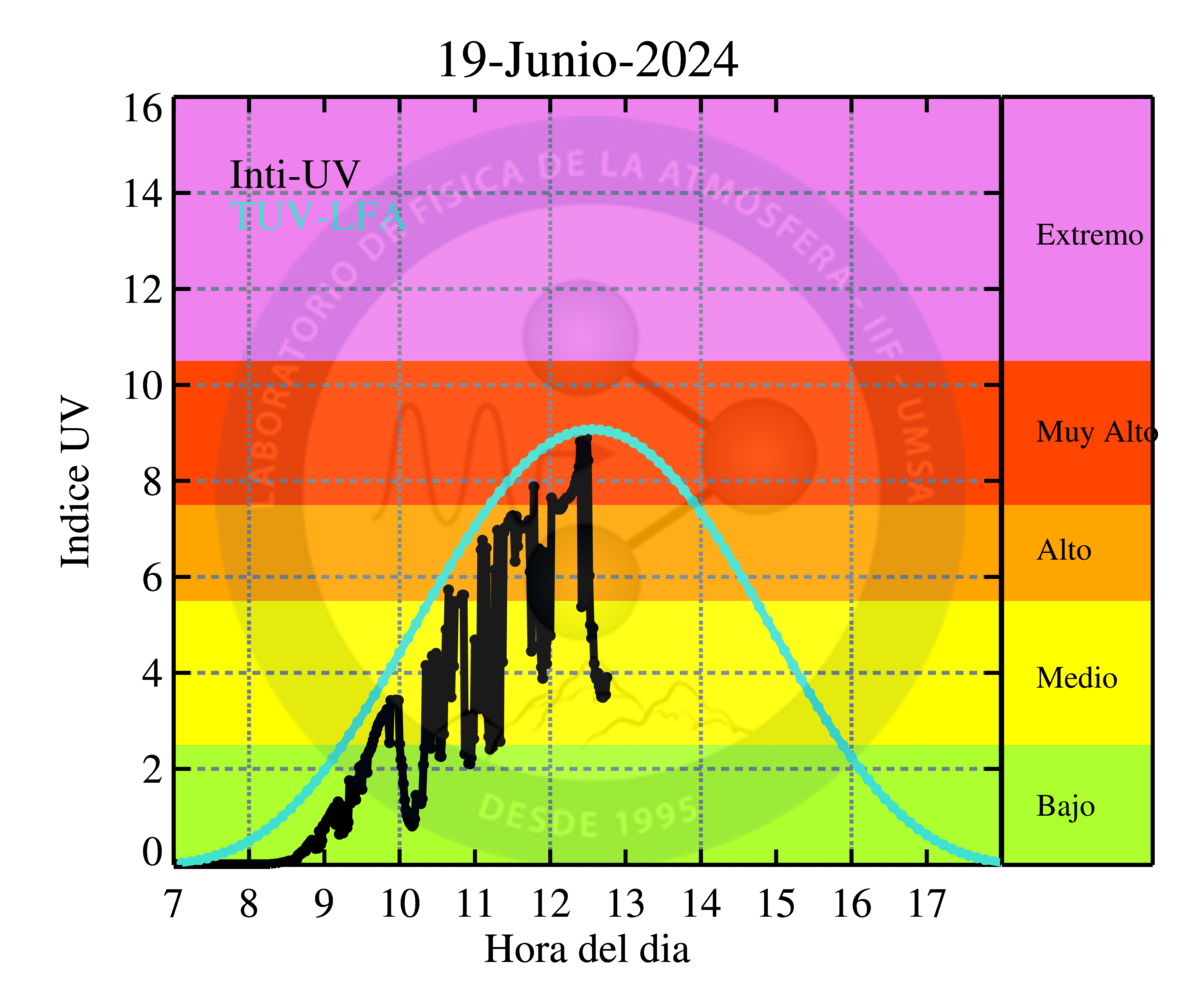 19-Junio-2024
Inti-UV
TUV-LFA
LABORATORIO DE FÍSICA DE LA ATMÓSFERA - IIF - UMSA
DESDE 1995
Indice UV
16
14
12
10
8
6
4
2
0
Extremo
Muy Alto
Alto
Medio
Bajo
7 8 9 10 11 12 13 14 15 16 17
Hora del dia